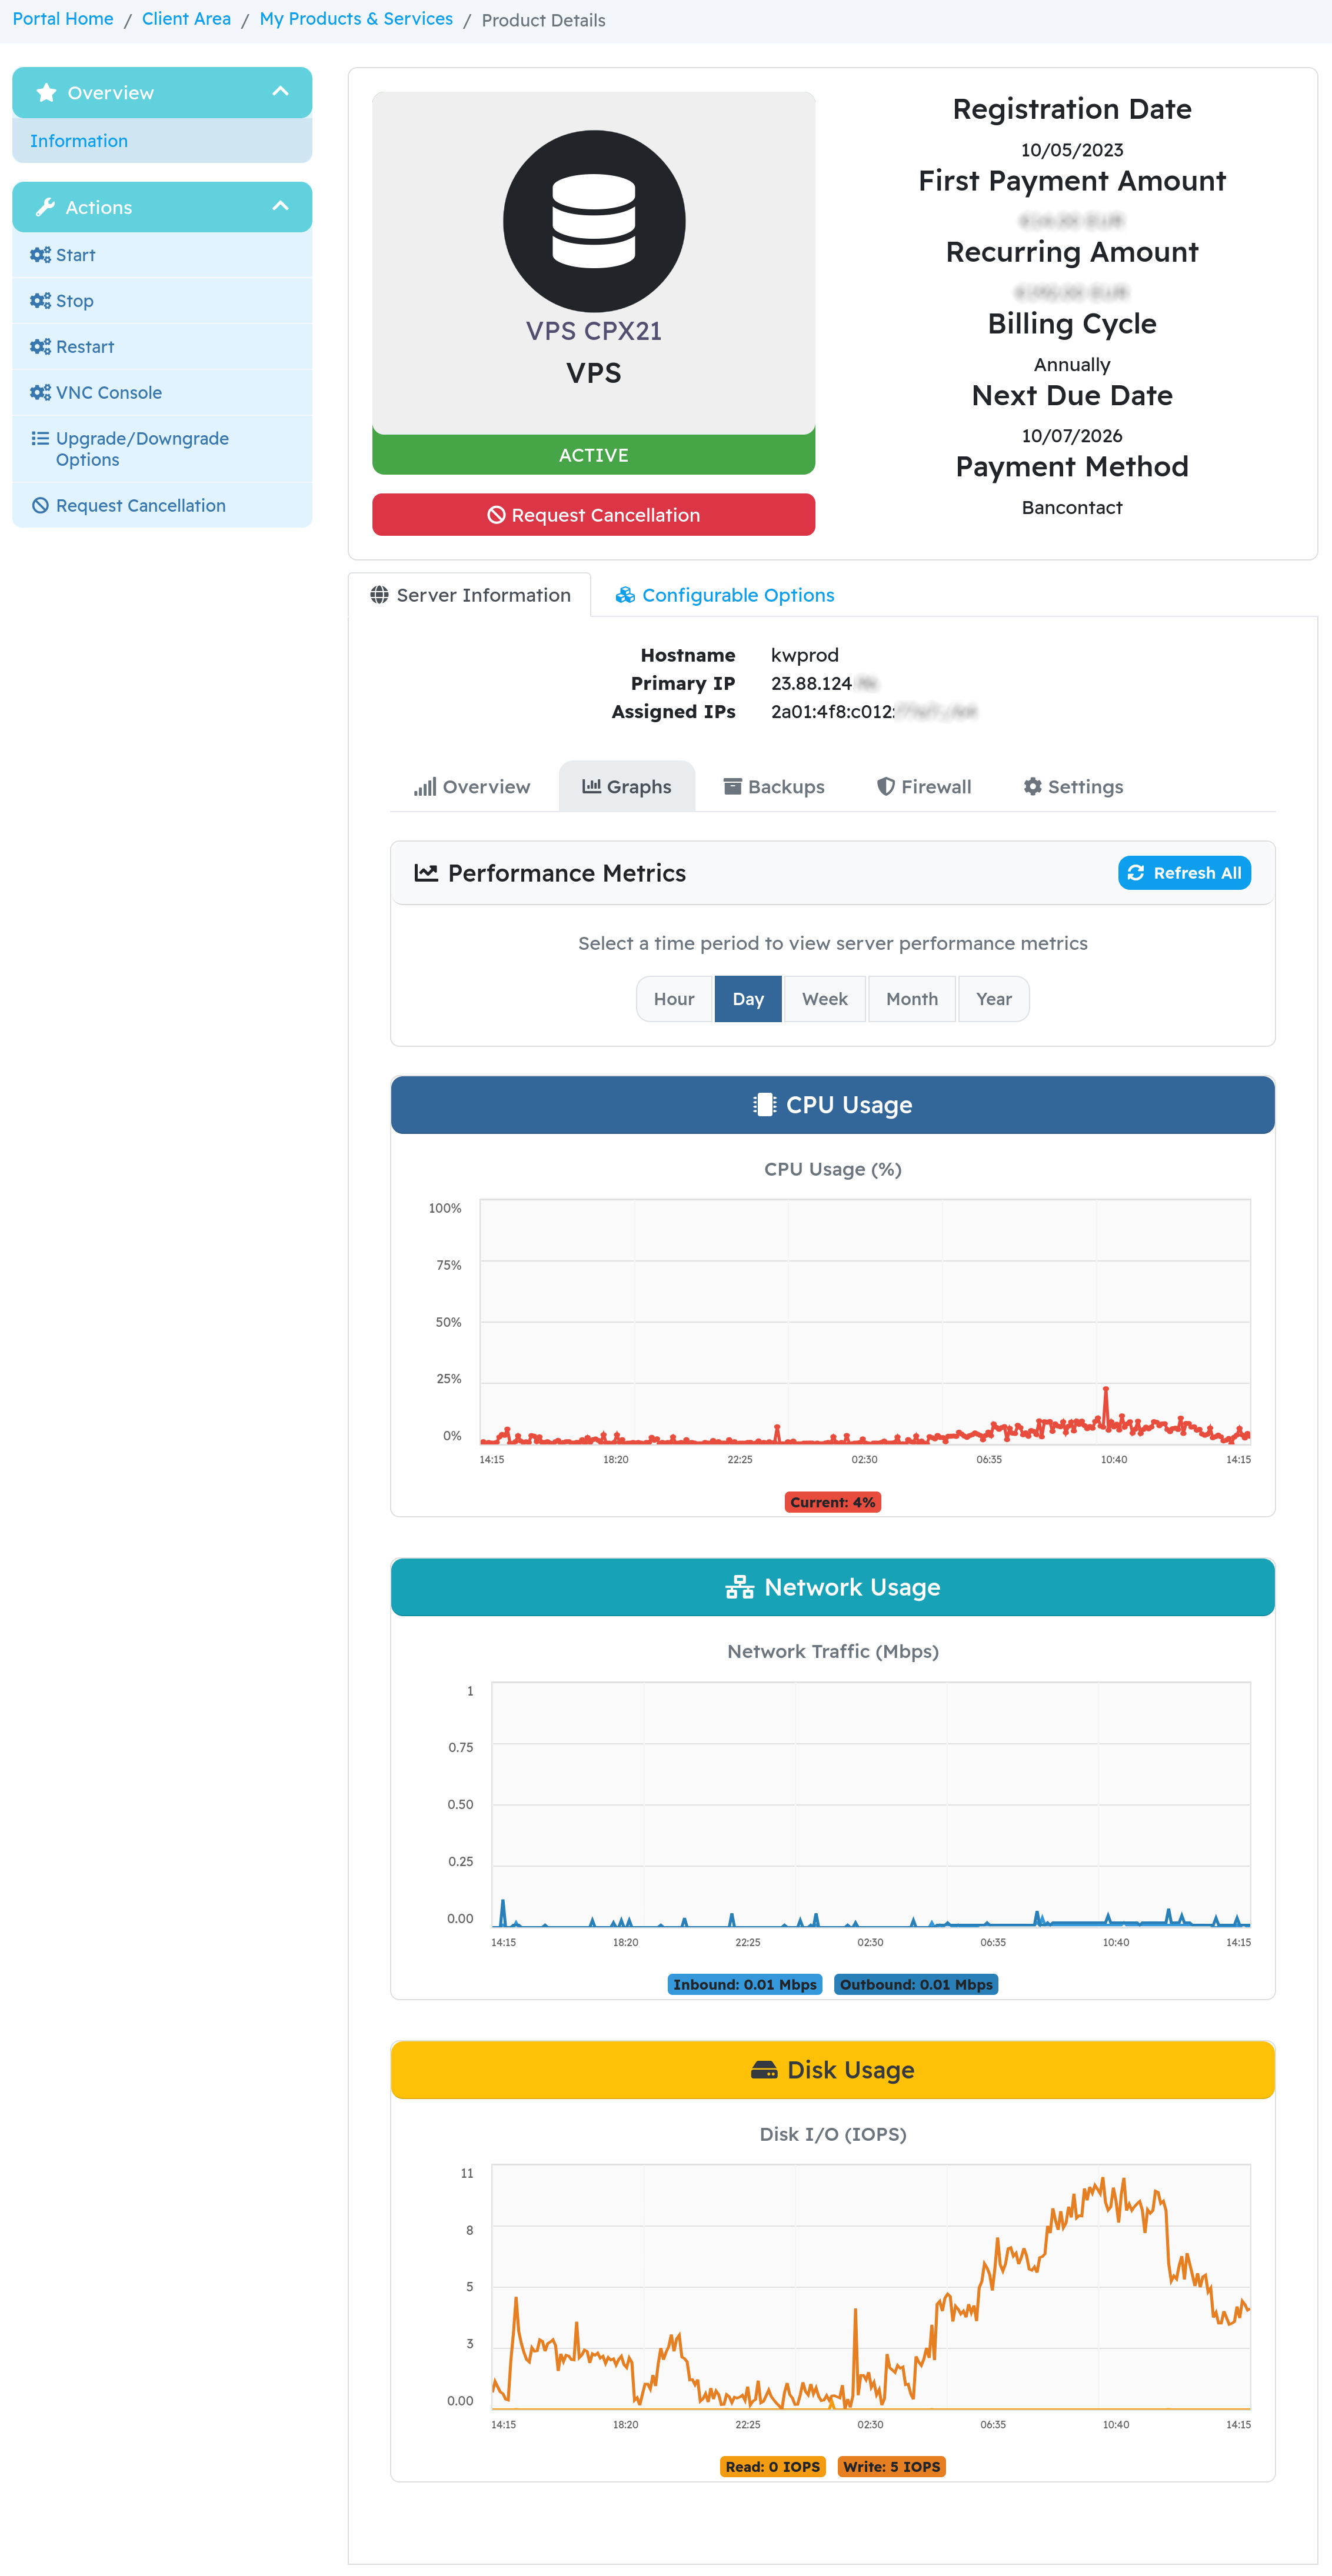 Portal Home / Client Area / My Products & Services / Product Details
Overview
Information
Actions
Start
Stop
Restart
VNC Console
Upgrade/Downgrade
Options
Request Cancellation
VPS CPX21
VPS
ACTIVE
Request Cancellation
Registration Date
10/05/2023
First Payment Amount
Recurring Amount
Billing Cycle
Annually
Next Due Date
10/07/2026
Payment Method
Bancontact
Server Information
Configurable Options
Hostname kwprod
Primary IP 23.88.124
Assigned IPs 2a01:4f8:c012:
Overview Graphs Backups Firewall Settings
Performance Metrics
Refresh All
Select a time period to view server performance metrics
Hour Day Week Month Year
CPU Usage
CPU Usage (%)
100%
75%
50%
25%
0%
14:15 18:20 22:25 02:30 06:35 10:40 14:15
Current: 4%
Network Usage
Network Traffic (Mbps)
1
0.75
0.50
0.25
0.00
14:15 18:20 22:25 02:30 06:35 10:40 14:15
Inbound: 0.01 Mbps Outbound: 0.01 Mbps
Disk Usage
Disk I/O (IOPS)
11
8
5
3
0.00
14:15 18:20 22:25 02:30 06:35 10:40 14:15
Read: 0 IOPS Write: 5 IOPS